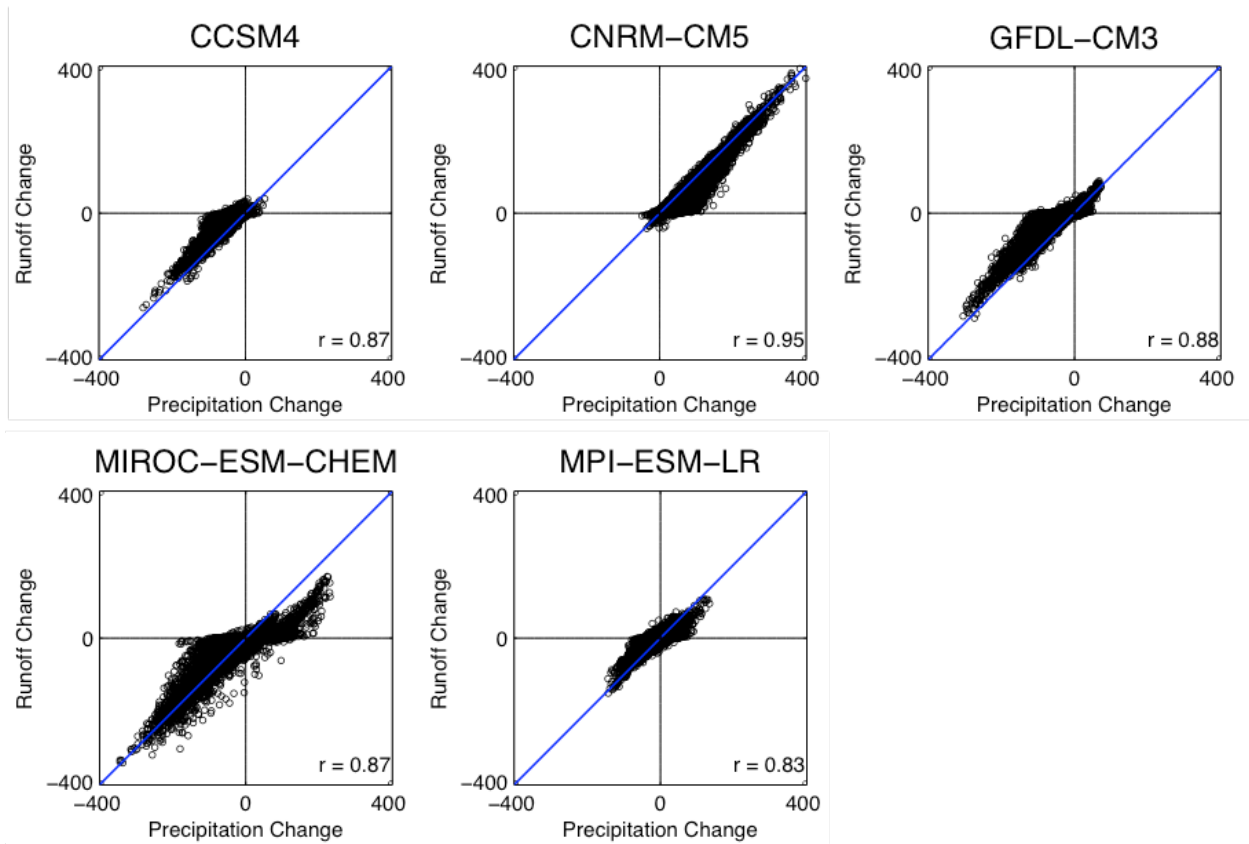 CCSM4
400
0
−400
Runoff Change
r = 0.87
−400 0 400
Precipitation Change
CNRM−CM5
400
0
−400
Runoff Change
r = 0.95
−400 0 400
Precipitation Change
GFDL−CM3
400
0
−400
Runoff Change
r = 0.88
−400 0 400
Precipitation Change
MIROC−ESM−CHEM
400
0
−400
Runoff Change
r = 0.87
−400 0 400
Precipitation Change
MPI−ESM−LR
400
0
−400
Runoff Change
r = 0.83
−400 0 400
Precipitation Change